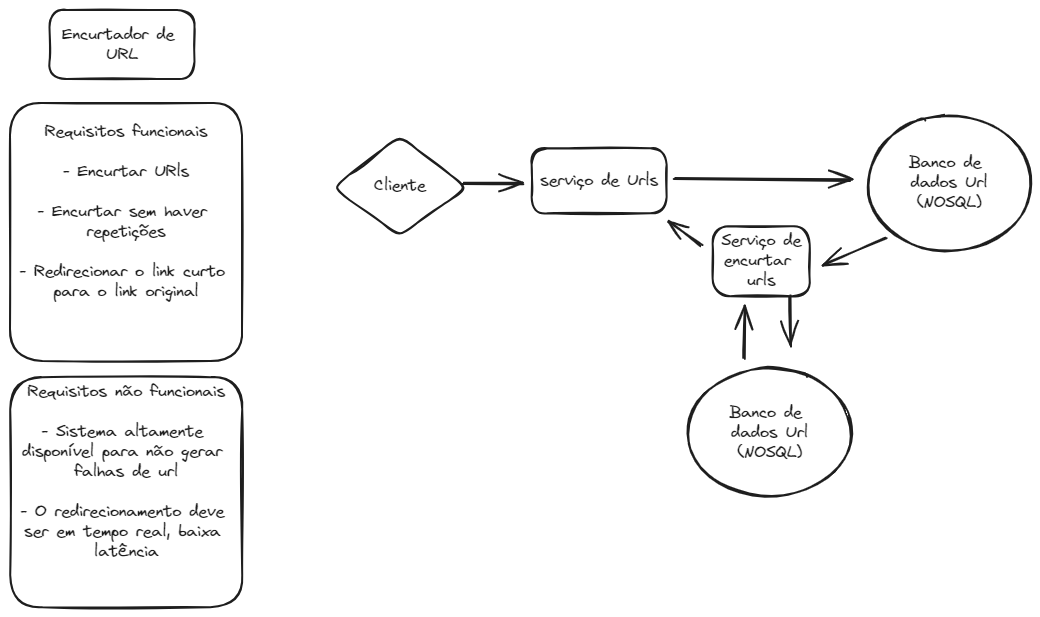 Encurtador de
URL
Requisitos funcionais
- Encurtar URls
- Encurtar sem haver
repetições
- Redirecionar o link curto
para o link original
Requisitos não funcionais
- Sistema altamente
disponível para não gerar
falhas de url
- O redirecionamento deve
ser em tempo real, baixa
latência
Cliente
serviço de Urls
Banco de
dados Url
(NOSQL)
Serviço de
encurtar
urls
Banco de
dados Url
(NOSQL)